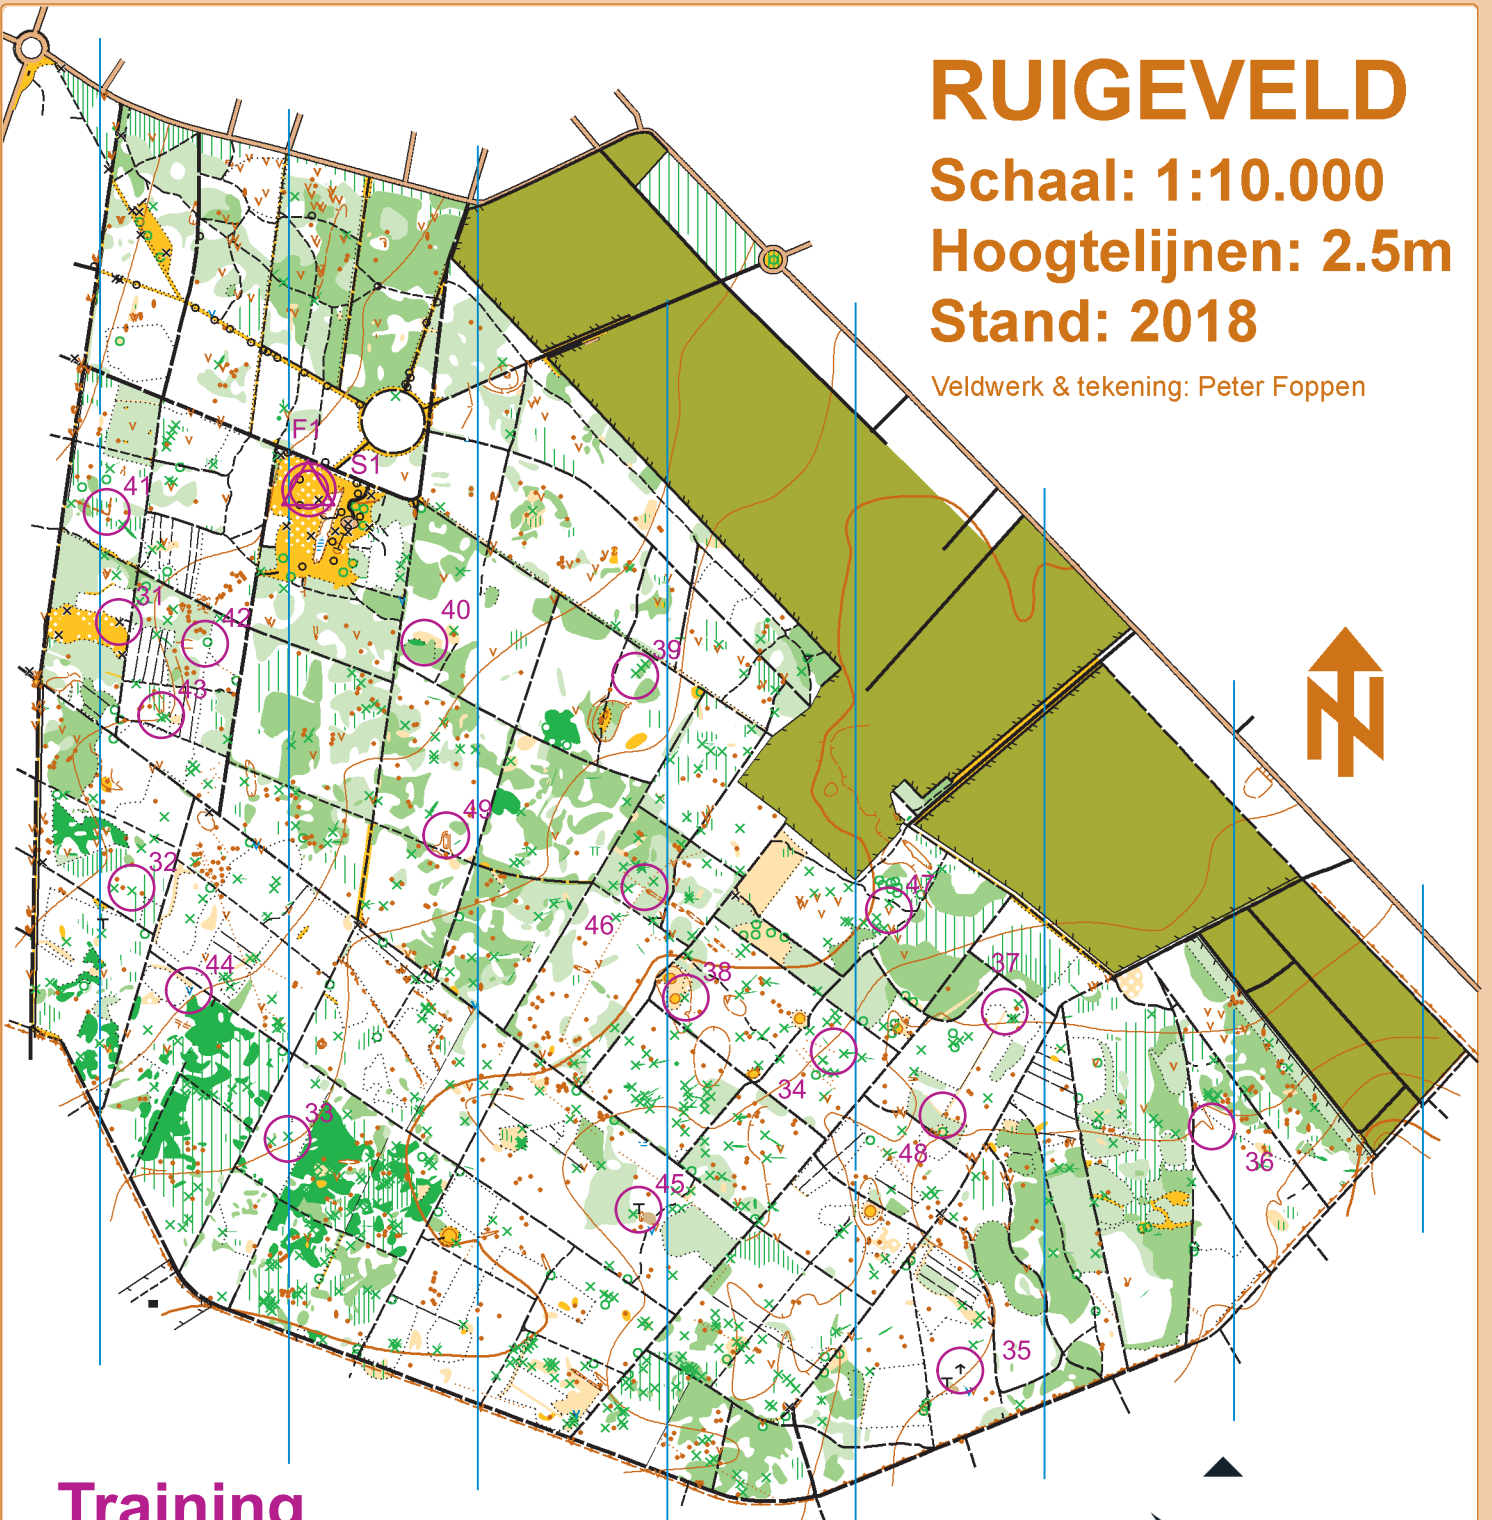 RUIGEVELD
Schaal: 1:10.000
Hoogtelijnen: 2.5m
Stand: 2018
Veldwerk & tekening: Peter Foppen
F1
S1
41
31
42
40
39
43
49
32
46
47
44
38
37
34
33
48
36
45
35
N
Training